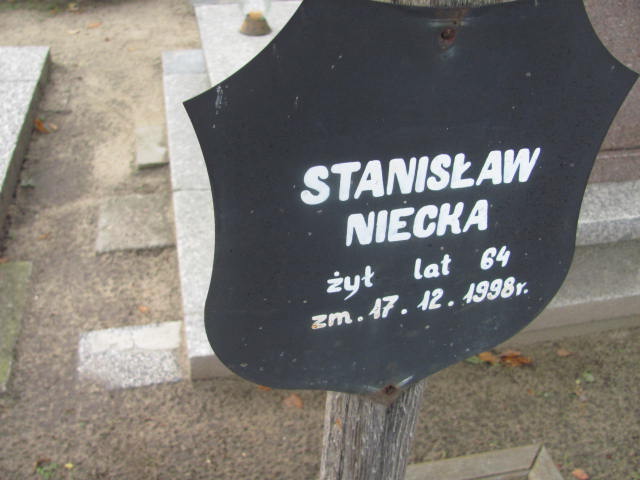 STANISŁAW
NIECKA
żył lat 64
zm. 17. 12. 1998r.